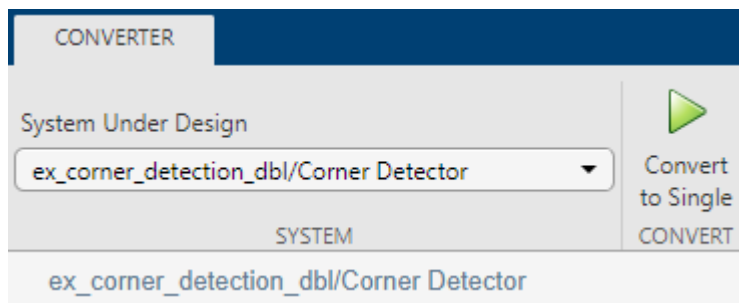 CONVERTER
System Under Design
ex_corner_detection_dbl/Corner Detector
Convert
to Single
SYSTEM
CONVERT
ex_corner_detection_dbl/Corner Detector